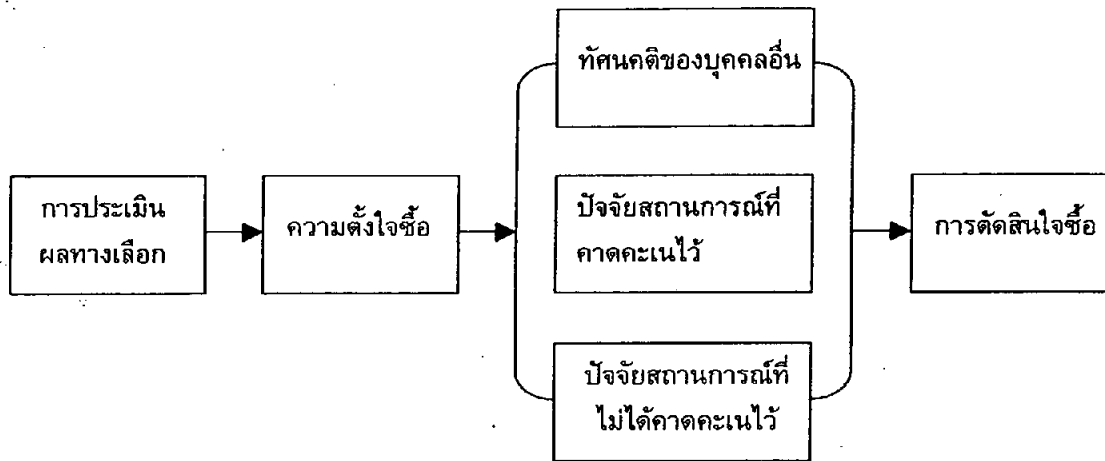 การประเมิน
ผลทางเลือก
ความตั้งใจซื้อ
ทัศนคติของบุคคลอื่น
ปัจจัยสถานการณ์ที่
คาดคะเนไว้
ปัจจัยสถานการณ์ที่
ไม่ได้คาดคะเนไว้
การตัดสินใจซื้อ